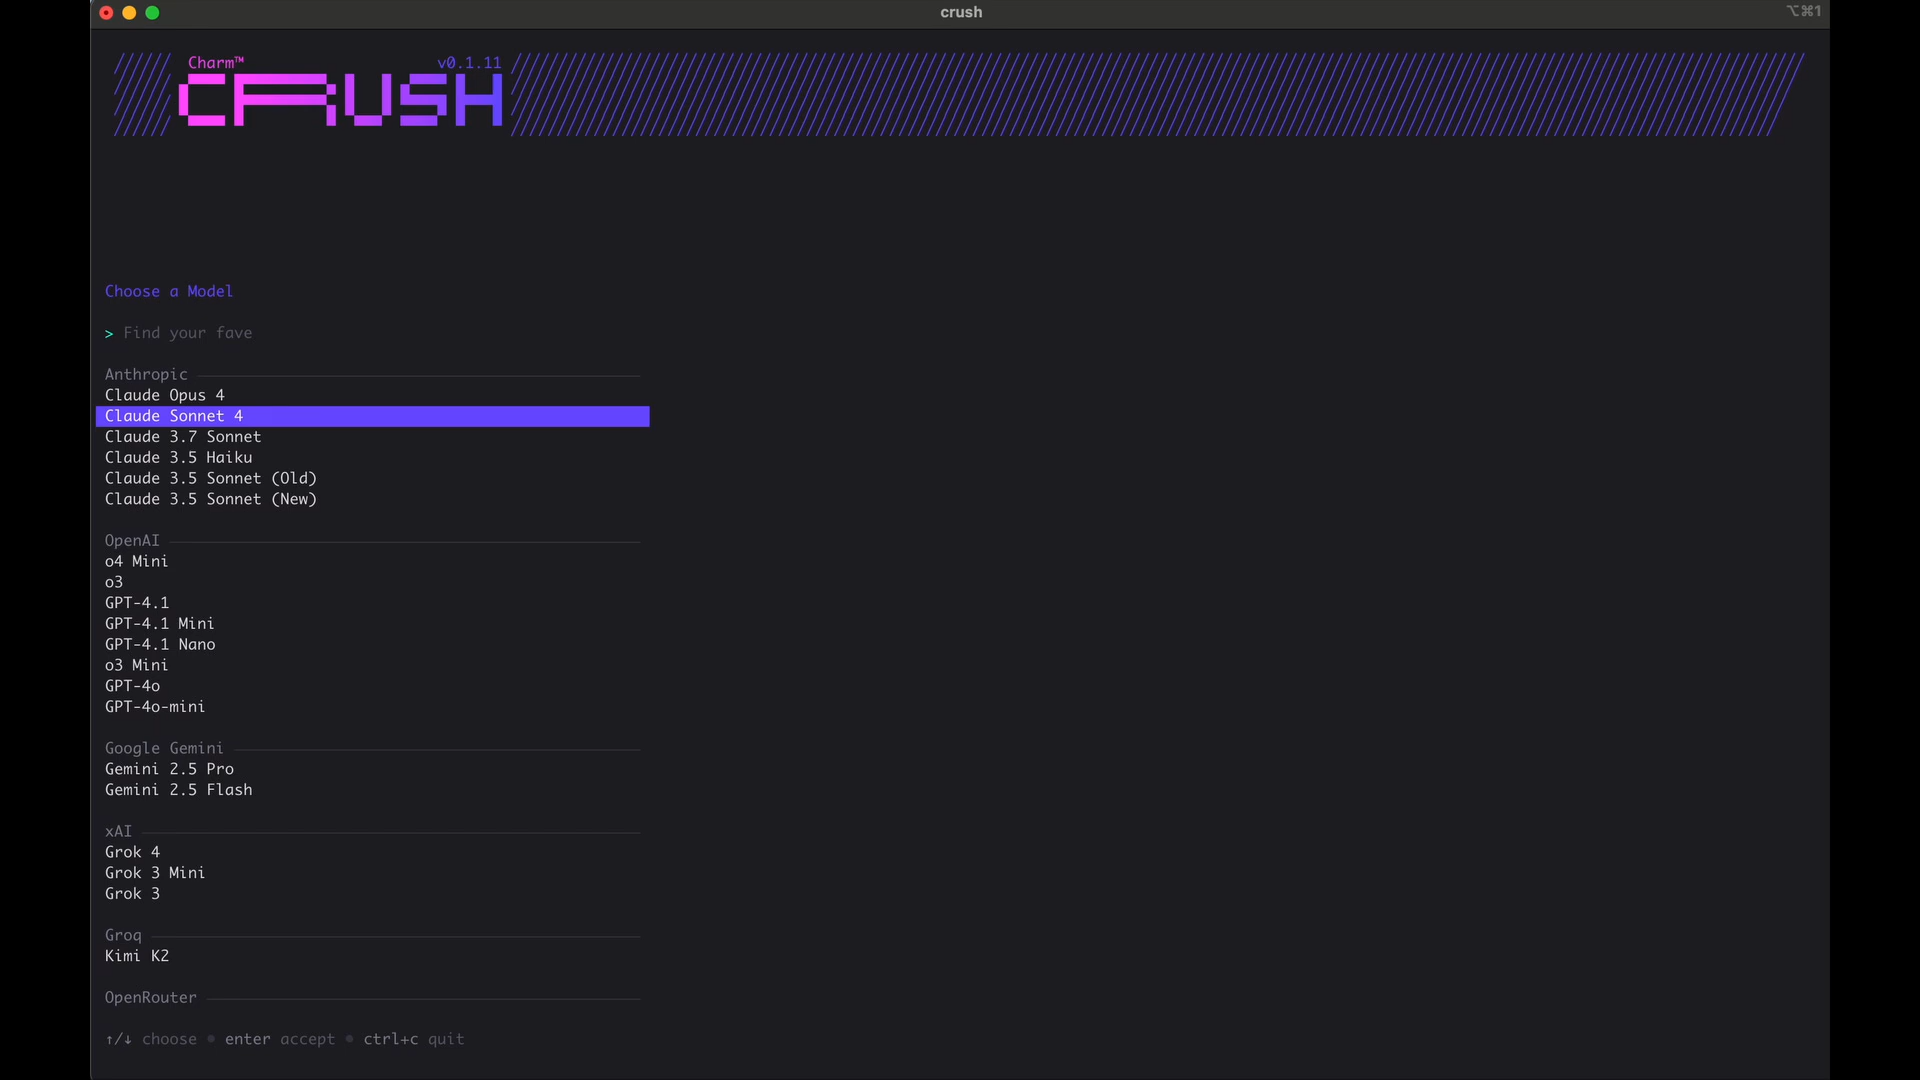 crush
⌥⌘1
Charm™ v0.1.11
CRUSH
Choose a Model
> Find your fave
Anthropic
Claude Opus 4
Claude Sonnet 4
Claude 3.7 Sonnet
Claude 3.5 Haiku
Claude 3.5 Sonnet (Old)
Claude 3.5 Sonnet (New)
OpenAI
o4 Mini
o3
GPT-4.1
GPT-4.1 Mini
GPT-4.1 Nano
o3 Mini
GPT-4o
GPT-4o-mini
Google Gemini
Gemini 2.5 Pro
Gemini 2.5 Flash
xAI
Grok 4
Grok 3 Mini
Grok 3
Groq
Kimi K2
OpenRouter
↑/↓ choose • enter accept • ctrl+c quit